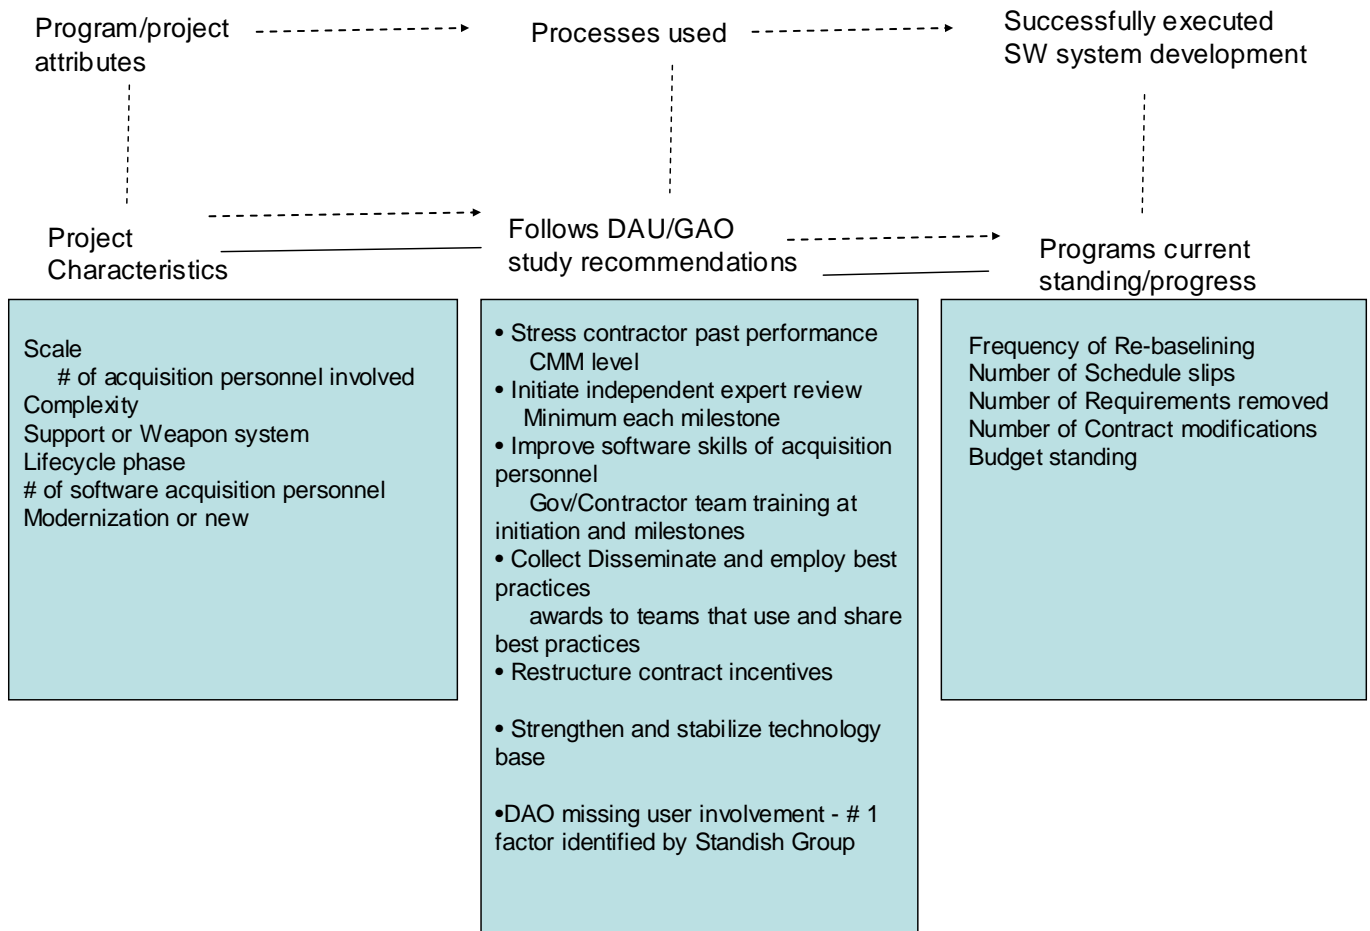 Program/project
attributes
Processes used
Successfully executed
SW system development
Project
Characteristics
Follows DAU/GAO
study recommendations
Programs current
standing/progress
Scale
# of acquisition personnel involved
Complexity
Support or Weapon system
Lifecycle phase
# of software acquisition personnel
Modernization or new
• Stress contractor past performance
CMM level
• Initiate independent expert review
Minimum each milestone
• Improve software skills of acquisition
personnel
Gov/Contractor team training at
initiation and milestones
• Collect Disseminate and employ best
practices
awards to teams that use and share
best practices
• Restructure contract incentives
• Strengthen and stabilize technology
base
•DAO missing user involvement - # 1
factor identified by Standish Group
Frequency of Re-baselining
Number of Schedule slips
Number of Requirements removed
Number of Contract modifications
Budget standing